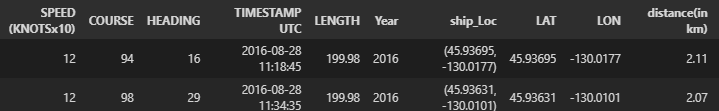 SPEED (KNOTSx10) COURSE HEADING TIMESTAMP UTC LENGTH Year ship_Loc LAT LON distance(in km)
12 94 16 2016-08-28 11:18:45 199.98 2016 (45.93695, -130.0177) 45.93695 -130.0177 2.11
12 98 29 2016-08-28 11:34:35 199.98 2016 (45.93631, -130.0101) 45.93631 -130.0101 2.07